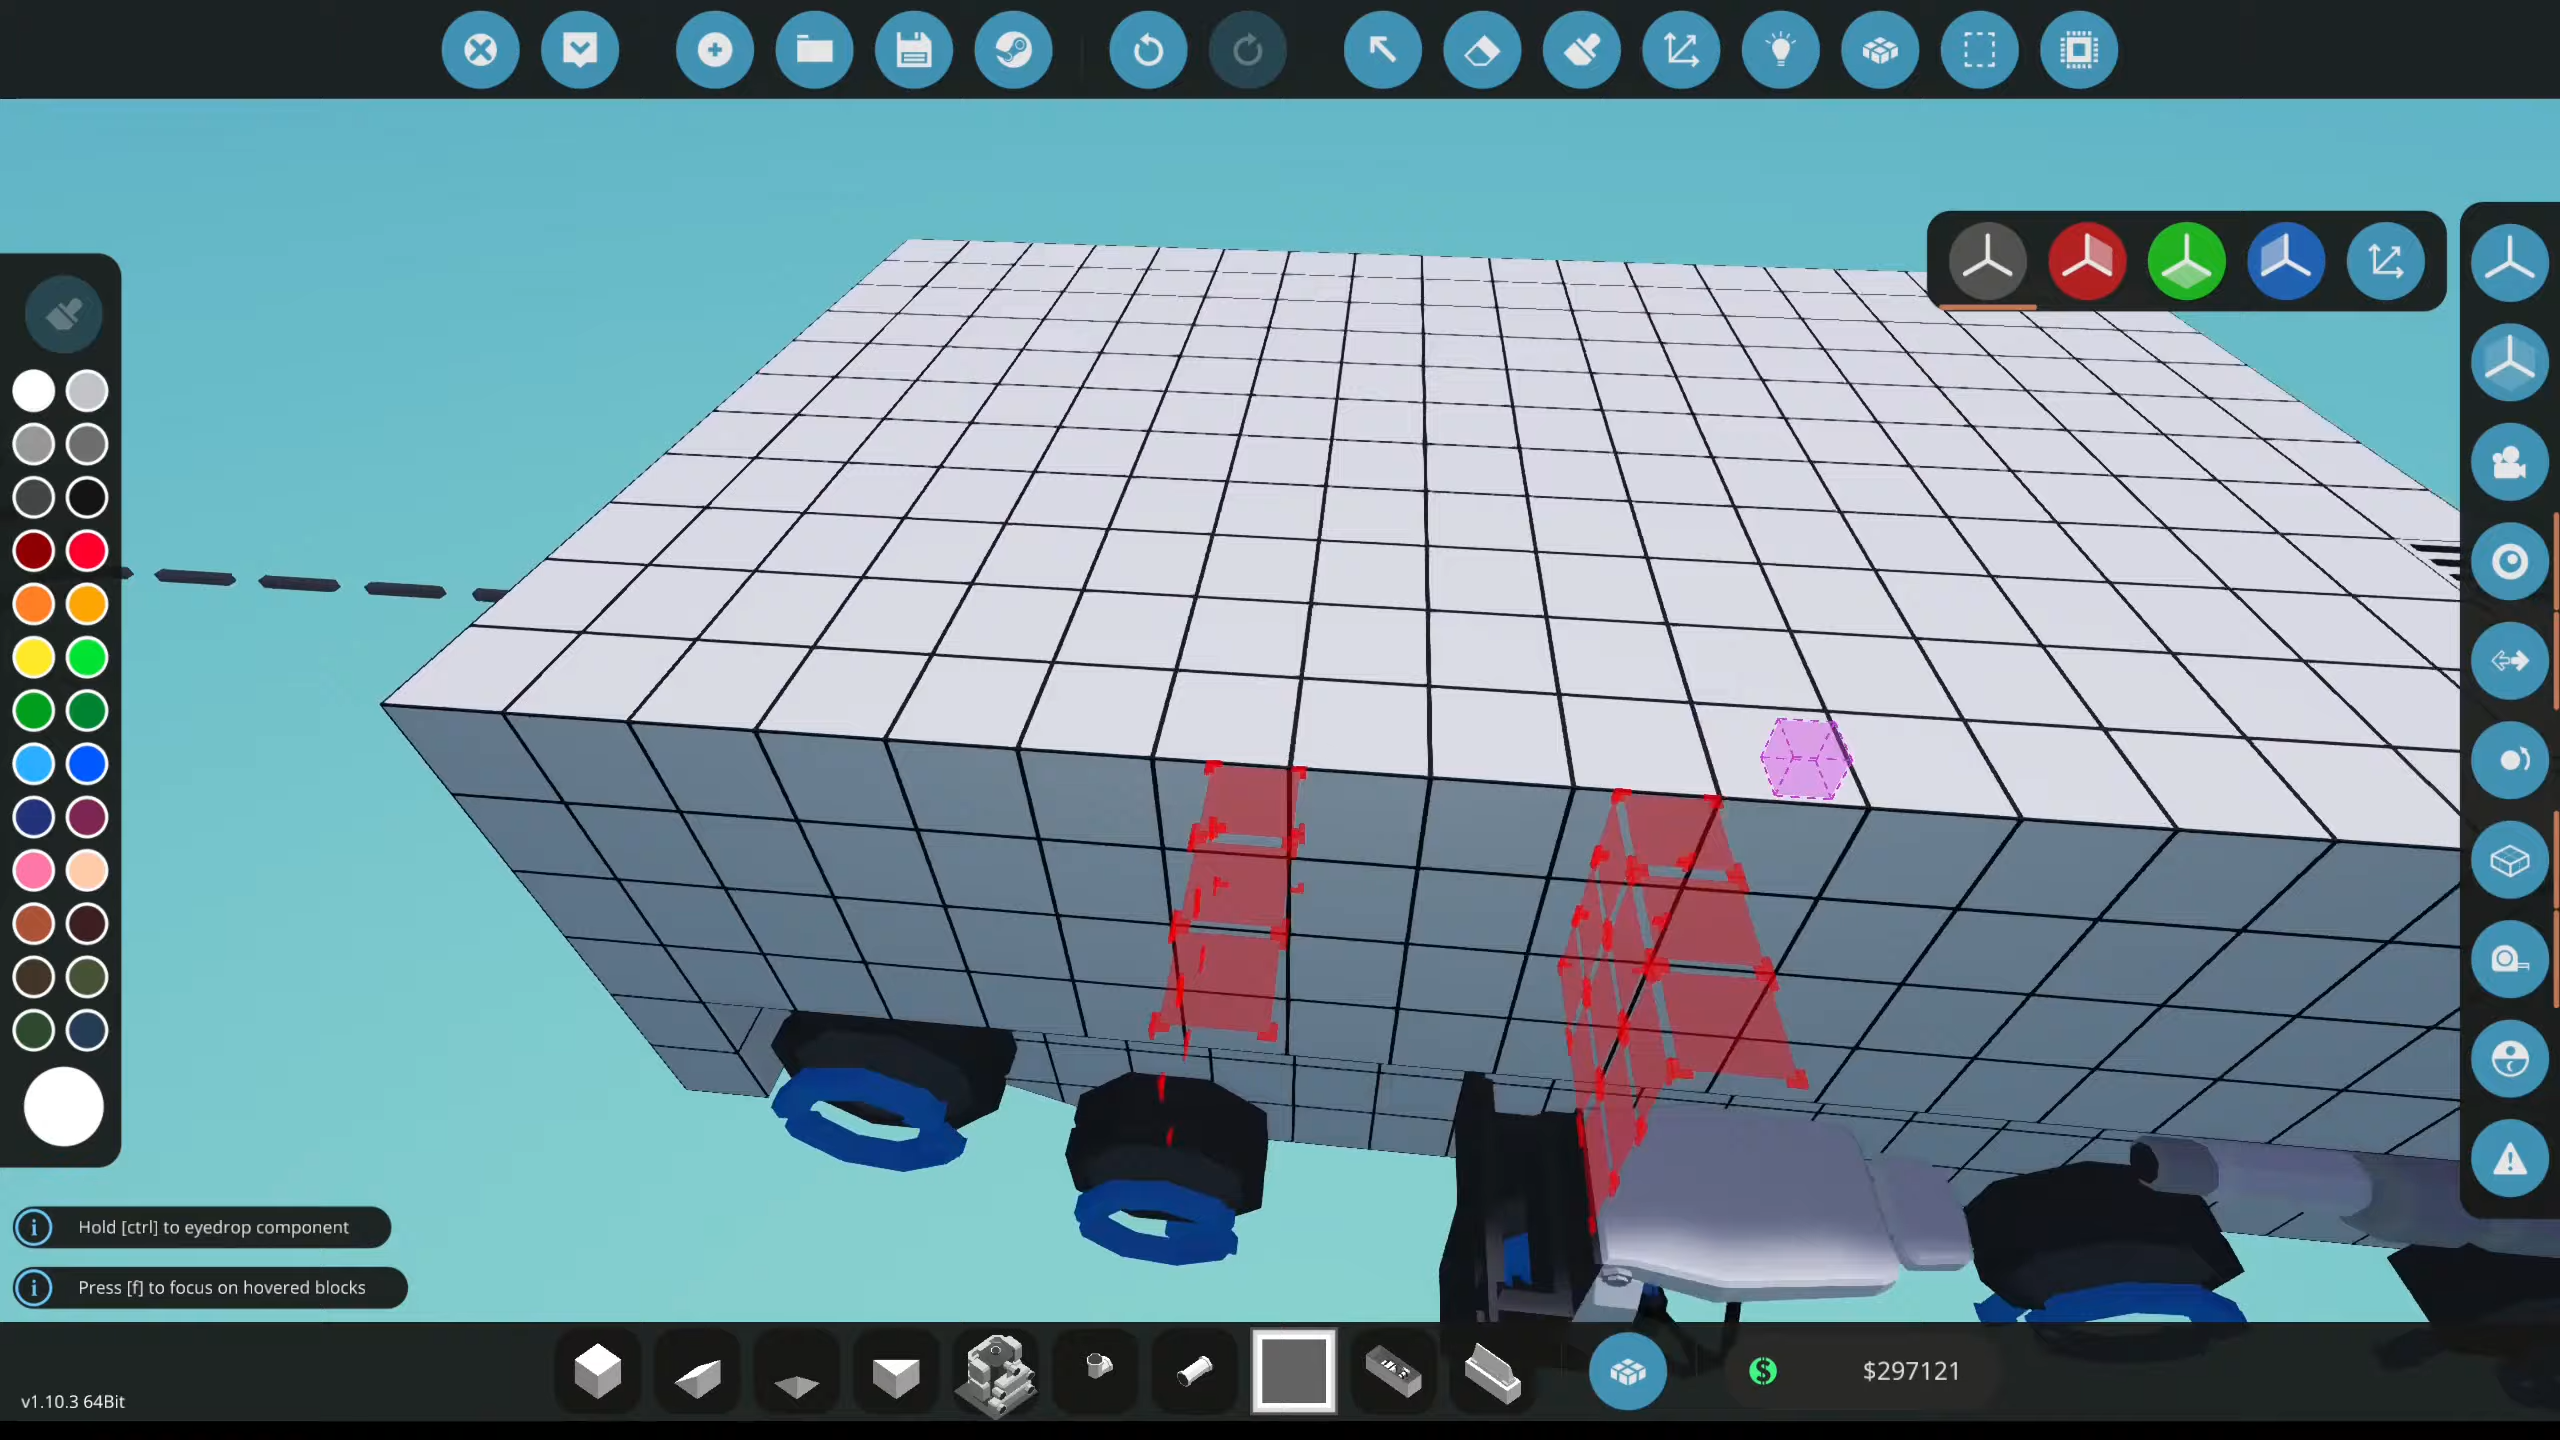 Hold [ctrl] to eyedrop component
Press [f] to focus on hovered blocks
$297121
v1.10.3 64Bit